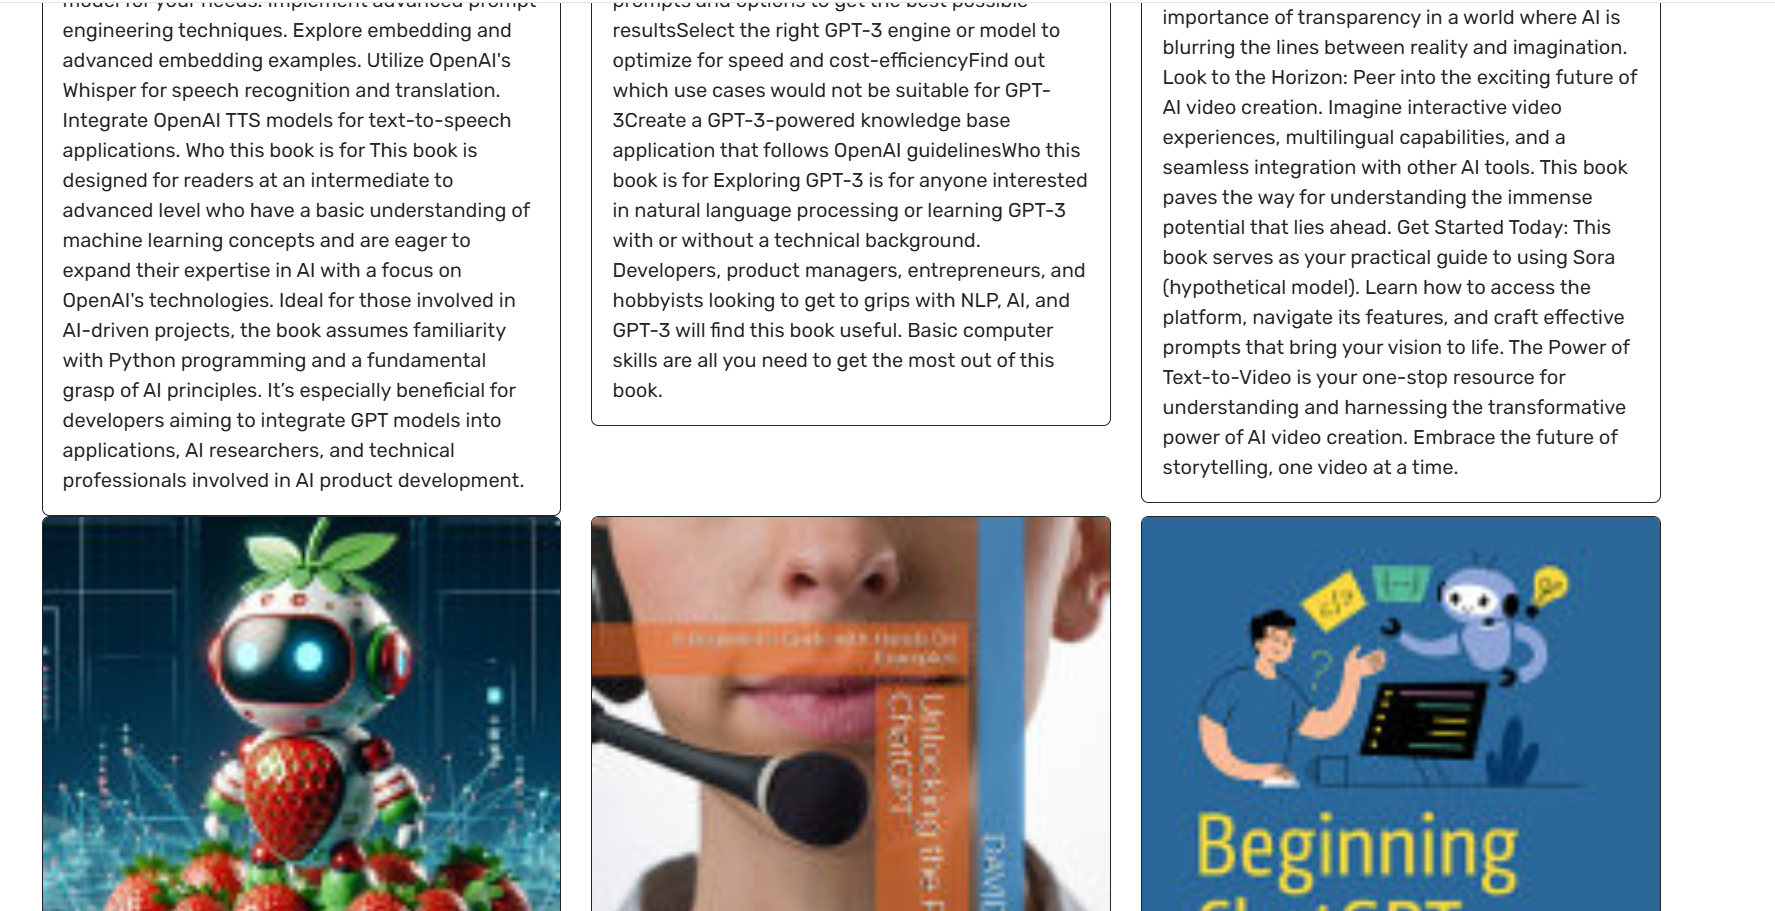 model for your needs. Implement advanced prompt
engineering techniques. Explore embedding and
advanced embedding examples. Utilize OpenAI's
Whisper for speech recognition and translation.
Integrate OpenAI TTS models for text-to-speech
applications. Who this book is for This book is
designed for readers at an intermediate to
advanced level who have a basic understanding of
machine learning concepts and are eager to
expand their expertise in AI with a focus on
OpenAI's technologies. Ideal for those involved in
AI-driven projects, the book assumes familiarity
with Python programming and a fundamental
grasp of AI principles. It’s especially beneficial for
developers aiming to integrate GPT models into
applications, AI researchers, and technical
professionals involved in AI product development.
prompts and options to get the best possible
resultsSelect the right GPT-3 engine or model to
optimize for speed and cost-efficiencyFind out
which use cases would not be suitable for GPT-
3Create a GPT-3-powered knowledge base
application that follows OpenAI guidelinesWho this
book is for Exploring GPT-3 is for anyone interested
in natural language processing or learning GPT-3
with or without a technical background.
Developers, product managers, entrepreneurs, and
hobbyists looking to get to grips with NLP, AI, and
GPT-3 will find this book useful. Basic computer
skills are all you need to get the most out of this
book.
importance of transparency in a world where AI is
blurring the lines between reality and imagination.
Look to the Horizon: Peer into the exciting future of
AI video creation. Imagine interactive video
experiences, multilingual capabilities, and a
seamless integration with other AI tools. This book
paves the way for understanding the immense
potential that lies ahead. Get Started Today: This
book serves as your practical guide to using Sora
(hypothetical model). Learn how to access the
platform, navigate its features, and craft effective
prompts that bring your vision to life. The Power of
Text-to-Video is your one-stop resource for
understanding and harnessing the transformative
power of AI video creation. Embrace the future of
storytelling, one video at a time.
A Beginner's Guide with Hands-On
Examples
Unlocking the P
ChatGPT
DAVID
</> 
Beginning
ChatGPT